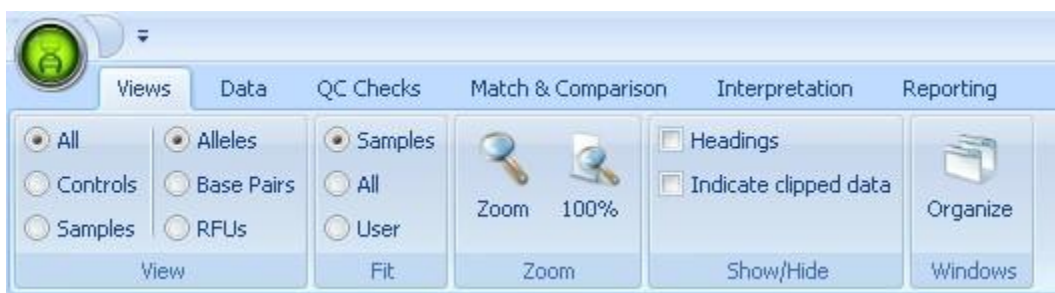 Views Data QC Checks Match & Comparison Interpretation Reporting
All Alleles Samples Headings
Controls Base Pairs All Indicate clipped data
Zoom 100% Organize
Samples RFUs User
View Fit Zoom Show/Hide Windows